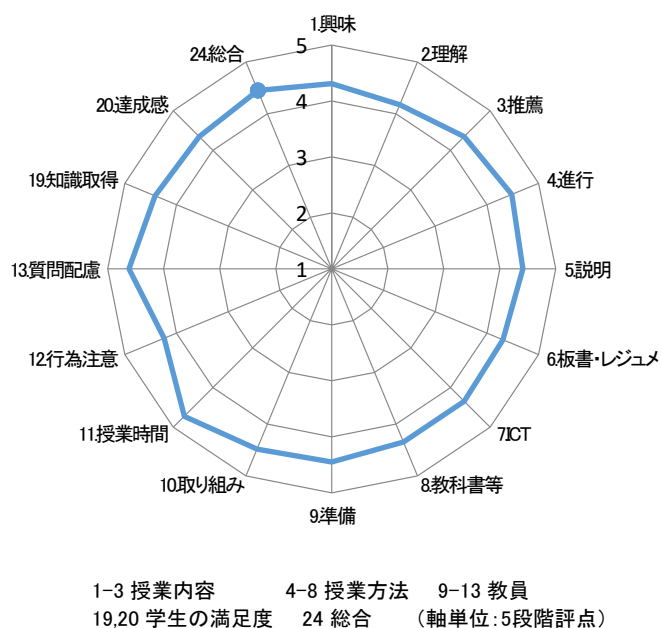 1.興味
2.理解
3.推薦
4.進行
5.説明
6.板書・レジュメ
7.ICT
8.教科書等
9.準備
10.取り組み
11.授業時間
12.行為注意
13.質問配慮
19.知識取得
20.達成感
24.総合
5
4
3
2
1
1-3 授業内容 4-8 授業方法 9-13 教員
19,20 学生の満足度 24 総合 (軸単位:5段階評点)